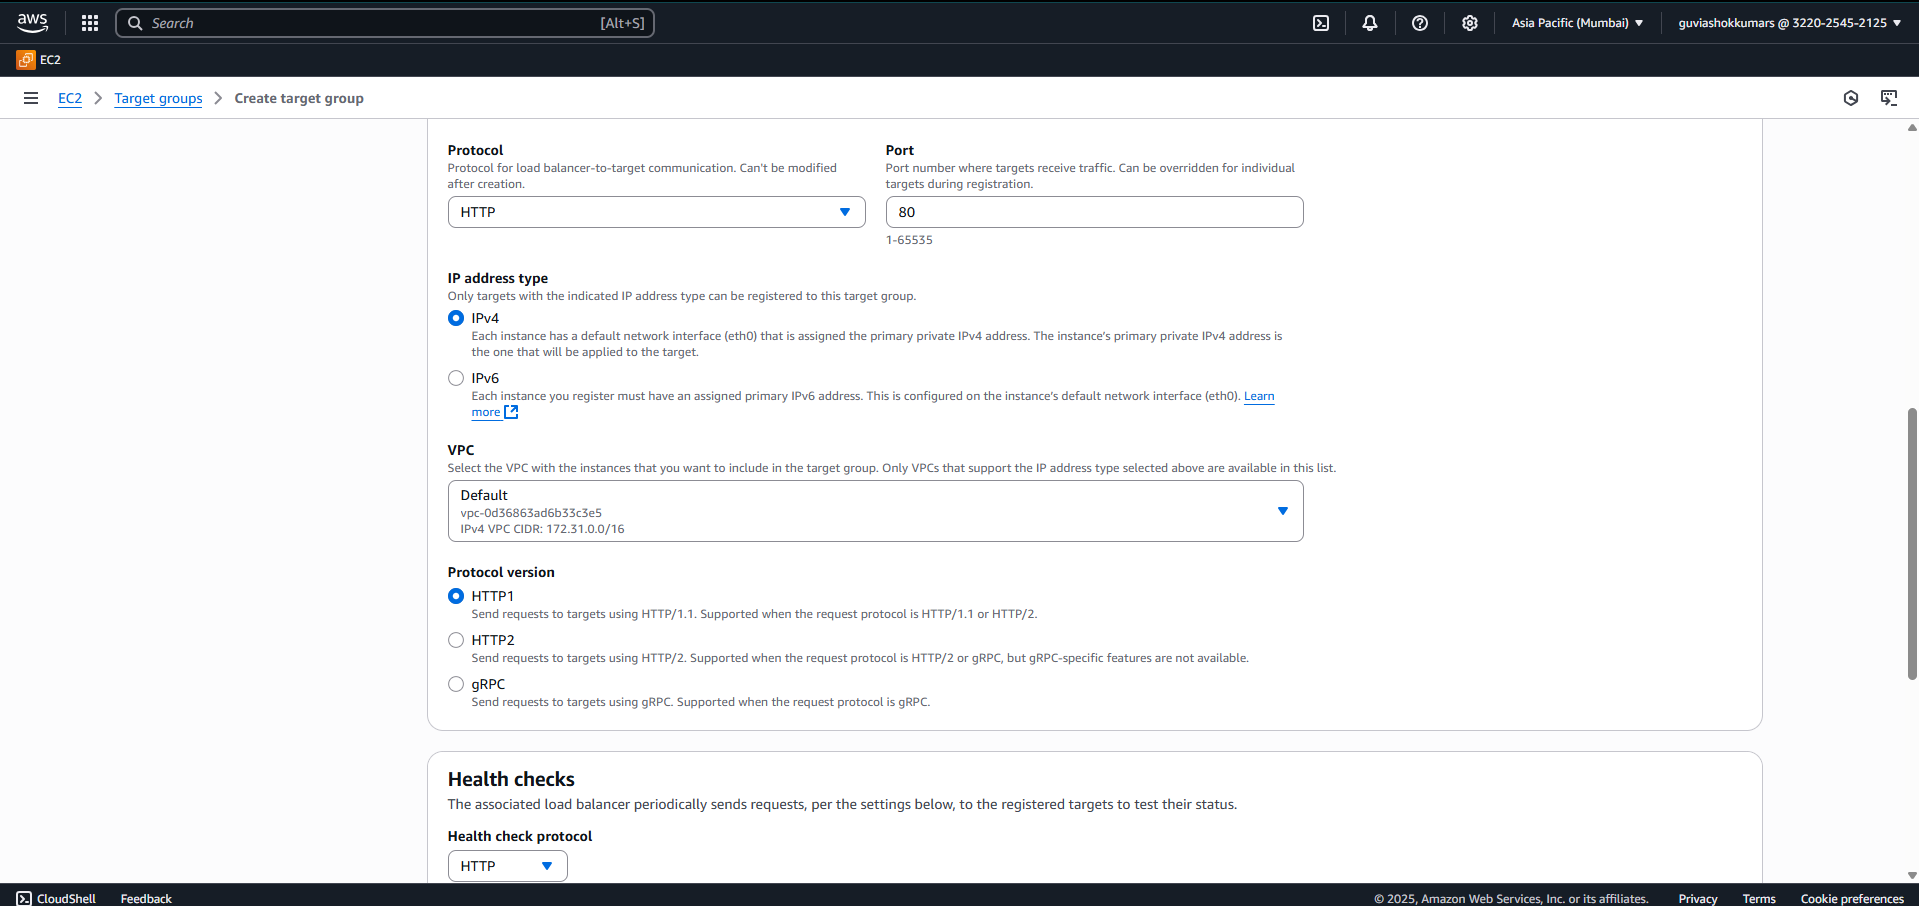 aws
Search
[Alt+S]
Asia Pacific (Mumbai)
guviashokkumars @ 3220-2545-2125
EC2
EC2
Target groups
Create target group
Protocol
Protocol for load balancer-to-target communication. Can't be modified
after creation.
HTTP
Port
Port number where targets receive traffic. Can be overridden for individual
targets during registration.
80
1-65535
IP address type
Only targets with the indicated IP address type can be registered to this target group.
IPv4
Each instance has a default network interface (eth0) that is assigned the primary private IPv4 address. The instance's primary private IPv4 address is
the one that will be applied to the target.
IPv6
Each instance you register must have an assigned primary IPv6 address. This is configured on the instance's default network interface (eth0). Learn
more
VPC
Select the VPC with the instances that you want to include in the target group. Only VPCs that support the IP address type selected above are available in this list.
Default
vpc-0d36863ad6b33c3e5
IPv4 VPC CIDR: 172.31.0.0/16
Protocol version
HTTP1
Send requests to targets using HTTP/1.1. Supported when the request protocol is HTTP/1.1 or HTTP/2.
HTTP2
Send requests to targets using HTTP/2. Supported when the request protocol is HTTP/2 or gRPC, but gRPC-specific features are not available.
gRPC
Send requests to targets using gRPC. Supported when the request protocol is gRPC.
Health checks
The associated load balancer periodically sends requests, per the settings below, to the registered targets to test their status.
Health check protocol
HTTP
CloudShell
Feedback
© 2025, Amazon Web Services, Inc. or its affiliates.
Privacy
Terms
Cookie preferences